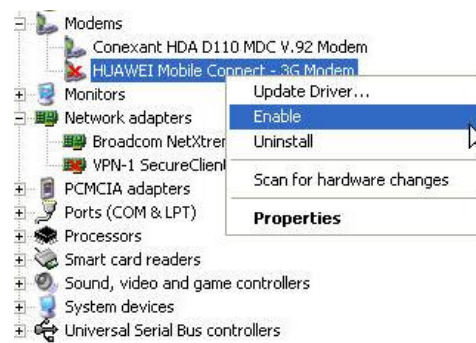 Modems
Conexant HDA D110 MDC V.92 Modem
HUAWEI Mobile Connect - 3G Modem
Monitors
Network adapters
Broadcom NetXtrem
VPN-1 SecureClient
PCMCIA adapters
Ports (COM & LPT)
Processors
Smart card readers
Sound, video and game controllers
System devices
Universal Serial Bus controllers
Update Driver...
Enable
Uninstall
Scan for hardware changes
Properties